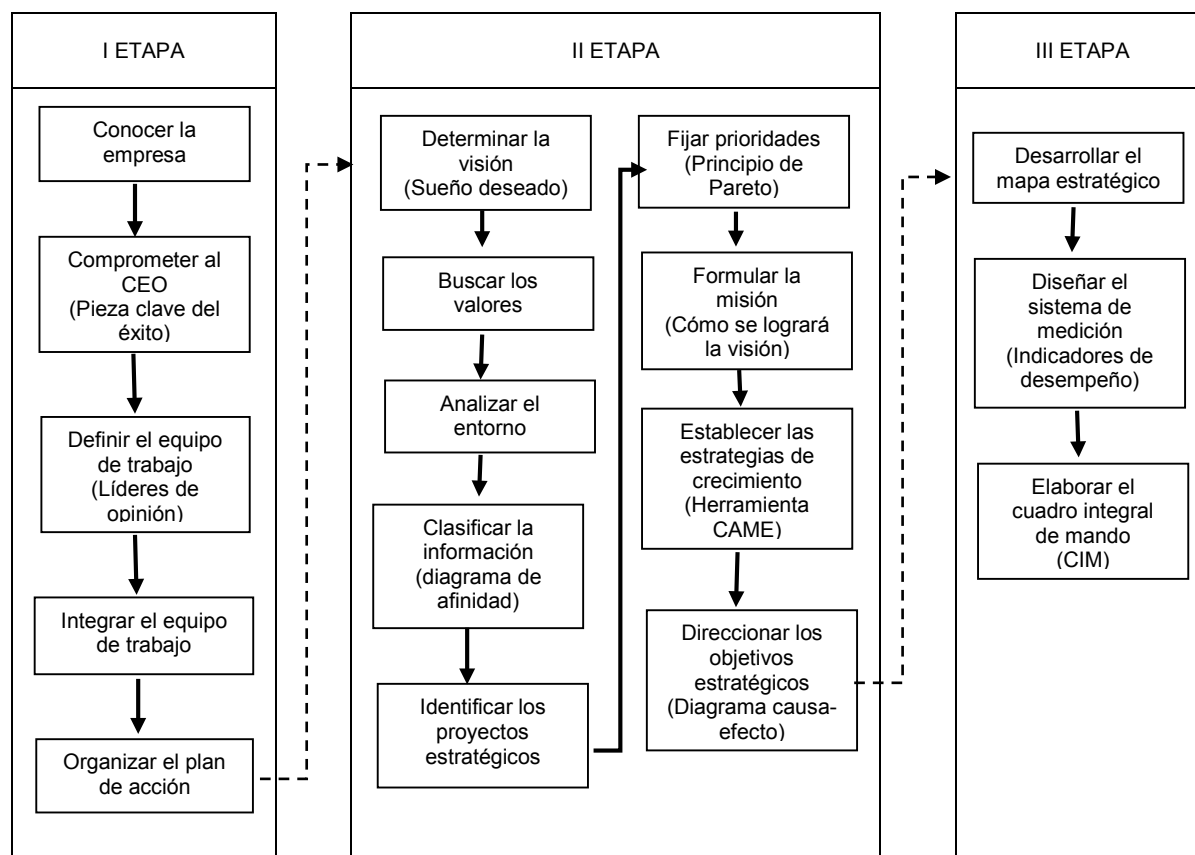 I ETAPA
Conocer la
empresa
Comprometer al
CEO
(Pieza clave del
éxito)
Definir el equipo
de trabajo
(Líderes de
opinión)
Integrar el equipo
de trabajo
Organizar el plan
de acción
II ETAPA
Determinar la
visión
(Sueño deseado)
Buscar los
valores
Analizar el
entorno
Clasificar la
información
(diagrama de
afinidad)
Identificar los
proyectos
estratégicos
Fijar prioridades
(Principio de
Pareto)
Formular la
misión
(Cómo se logrará
la visión)
Establecer las
estrategias de
crecimiento
(Herramienta
CAME)
Direccionar los
objetivos
estratégicos
(Diagrama causa-
efecto)
III ETAPA
Desarrollar el
mapa estratégico
Diseñar el
sistema de
medición
(Indicadores de
desempeño)
Elaborar el
cuadro integral
de mando
(CIM)